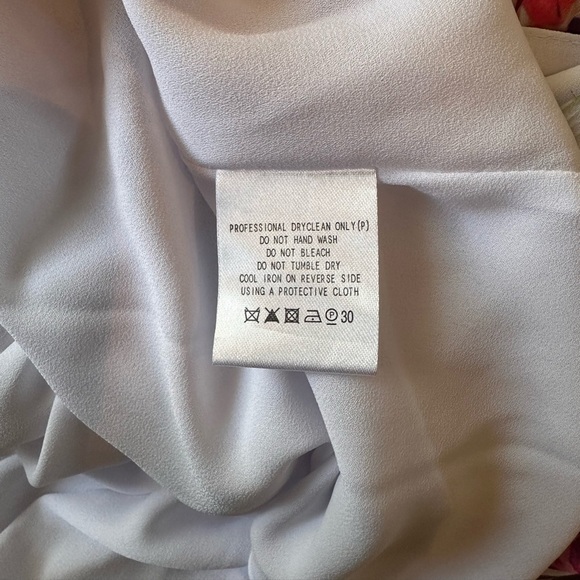 PROFESSIONAL DRYCLEAN ONLY(P)
DO NOT HAND WASH
DO NOT BLEACH
DO NOT TUMBLE DRY
COOL IRON ON REVERSE SIDE
USING A PROTECTIVE CLOTH
P 30